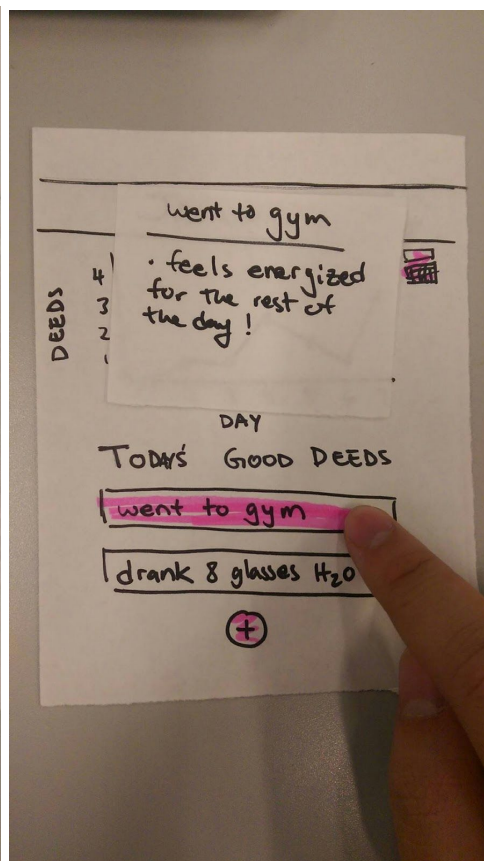 went to gym
• feels energized
for the rest of
the day !
4
3
2
1
DEEDS
DAY
TODAY'S GOOD DEEDS
went to gym
drank 8 glasses H₂O
+